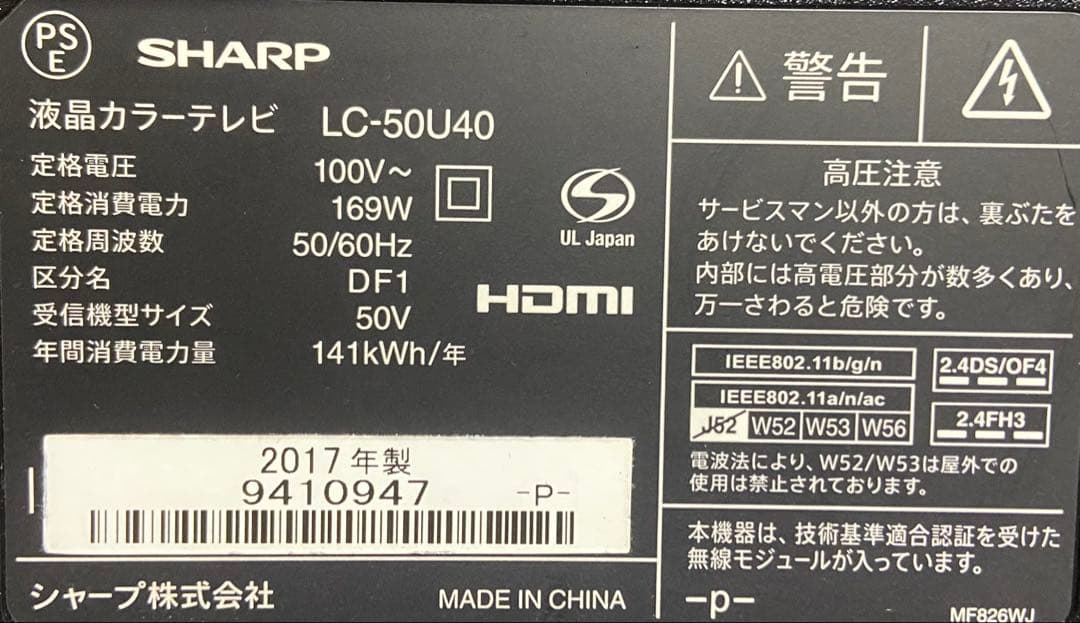 PS
E
SHARP
液晶カラーテレビ LC-50U40
定格電圧 100V～
定格消費電力 169W
定格周波数 50/60Hz
区分名 DF1
受信機型サイズ 50V
年間消費電力量 141kWh/年
UL Japan
HDMI
2017年製
9410947 -P-
シャープ株式会社 MADE IN CHINA
警告
高圧注意
サービスマン以外の方は、裏ぶたを
あけないでください。
内部には高電圧部分が数多くあり、
万一さわると危険です。
IEEE802.11b/g/n
IEEE802.11a/n/ac
J52 W52 W53 W56
2.4DS/OF4
2.4FH3
電波法により、W52/W53は屋外での
使用は禁止されております。
本機器は、技術基準適合認証を受けた
無線モジュールが入っています。
-p-
MF826WJ